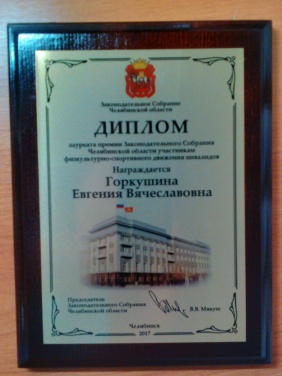 Законодательное Собрание
Челябинской области
ДИПЛОМ
лауреата премии Законодательного Собрания
Челябинской области участникам
физкультурно-спортивного движения инвалидов
Награждается
Горкушина
Евгения Вячеславовна
Председатель
Законодательного Собрания
Челябинской области
В.В. Мякуш
Челябинск
2017